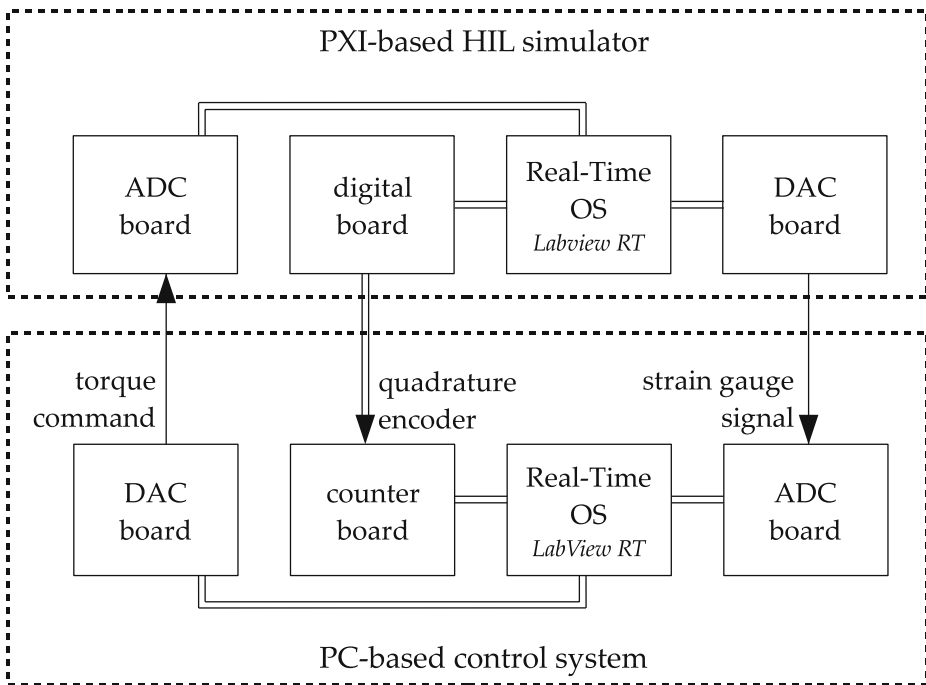 PXI-based HIL simulator
ADC
board
digital
board
Real-Time
OS
Labview RT
DAC
board
torque
command
quadrature
encoder
strain gauge
signal
DAC
board
counter
board
Real-Time
OS
LabView RT
ADC
board
PC-based control system